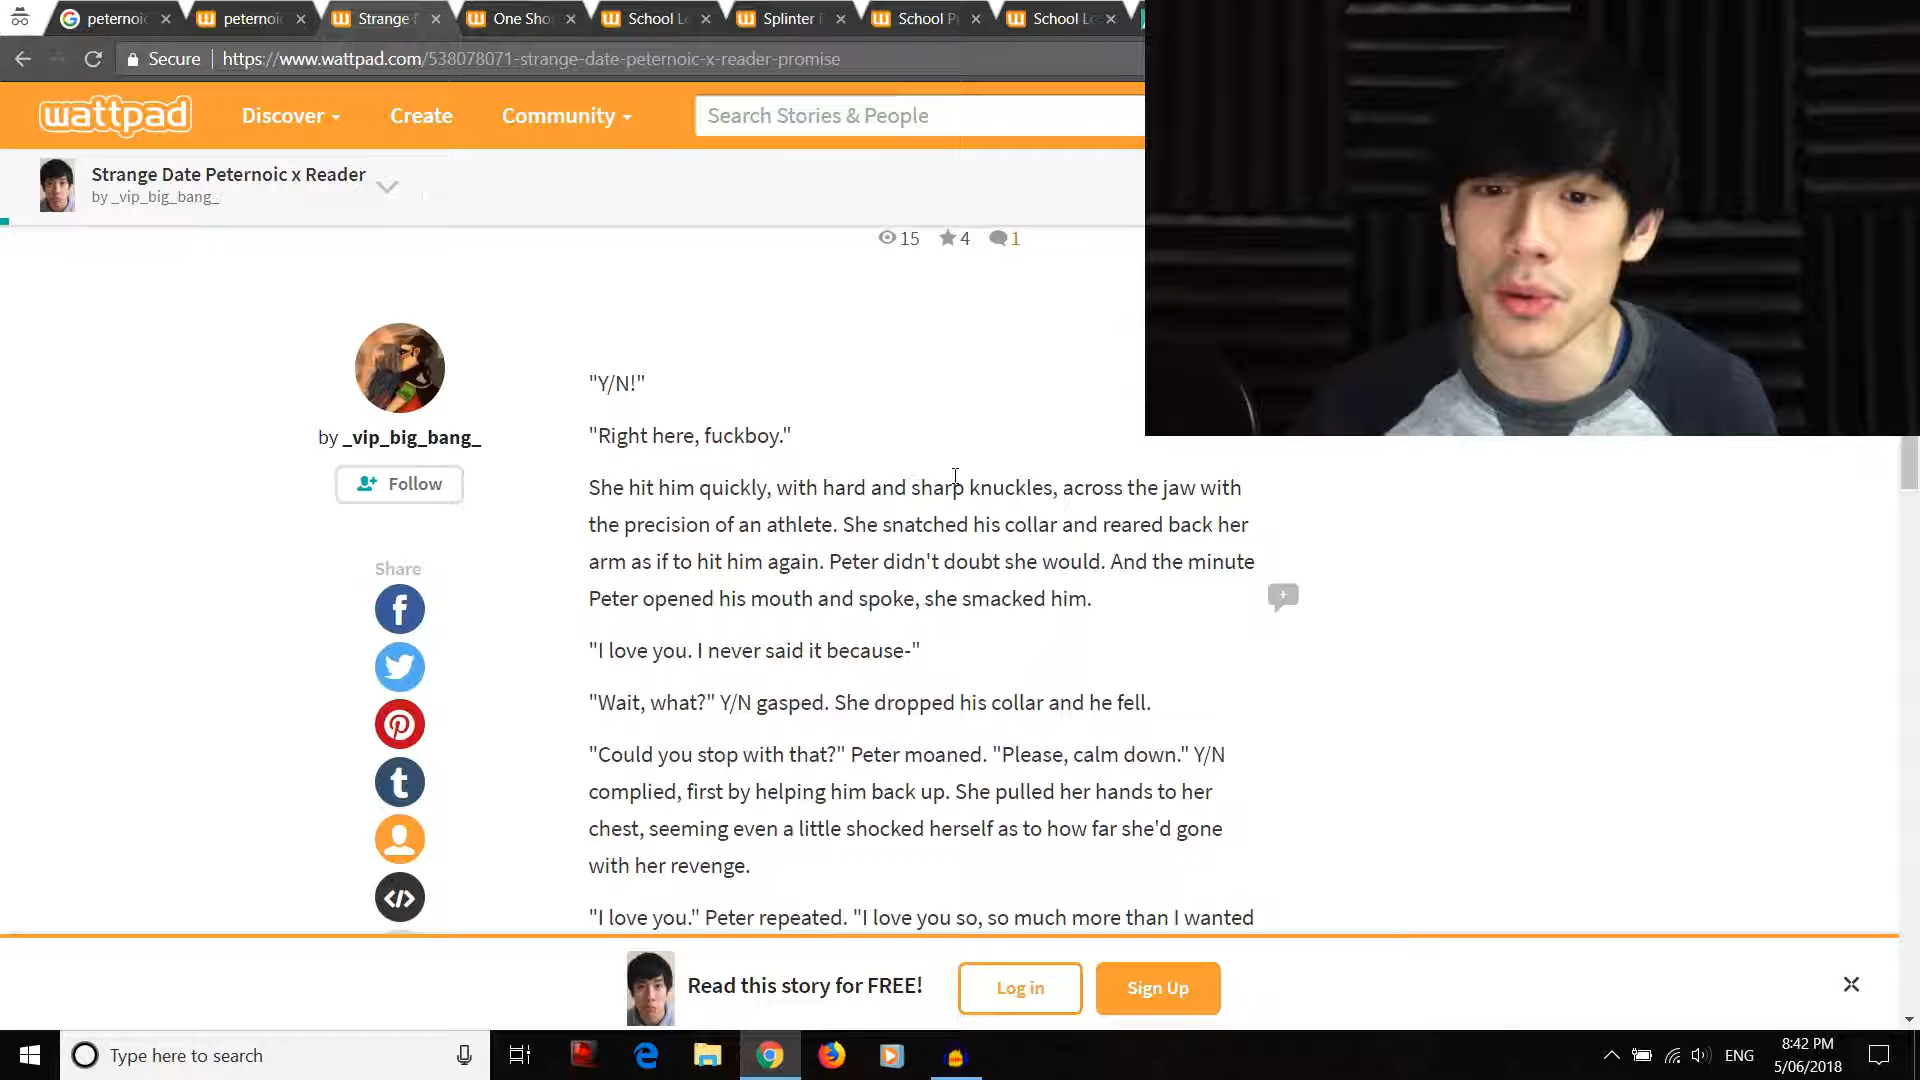 peternoic
peternoic
Strange
One Sho
School L
Splinter
School P
School L
Secure
https://www.wattpad.com/538078071-strange-date-peternoic-x-reader-promise
wattpad
Discover
Create
Community
Search Stories & People
Strange Date Peternoic x Reader
by _vip_big_bang_
15
4
1
by _vip_big_bang_
Follow
Share
"Y/N!"
"Right here, fuckboy."
She hit him quickly, with hard and sharp knuckles, across the jaw with
the precision of an athlete. She snatched his collar and reared back her
arm as if to hit him again. Peter didn't doubt she would. And the minute
Peter opened his mouth and spoke, she smacked him.
"I love you. I never said it because-"
"Wait, what?" Y/N gasped. She dropped his collar and he fell.
"Could you stop with that?" Peter moaned. "Please, calm down." Y/N
complied, first by helping him back up. She pulled her hands to her
chest, seeming even a little shocked herself as to how far she'd gone
with her revenge.
"I love you." Peter repeated. "I love you so, so much more than I wanted
Read this story for FREE!
Log in
Sign Up
Type here to search
ENG
8:42 PM
5/06/2018